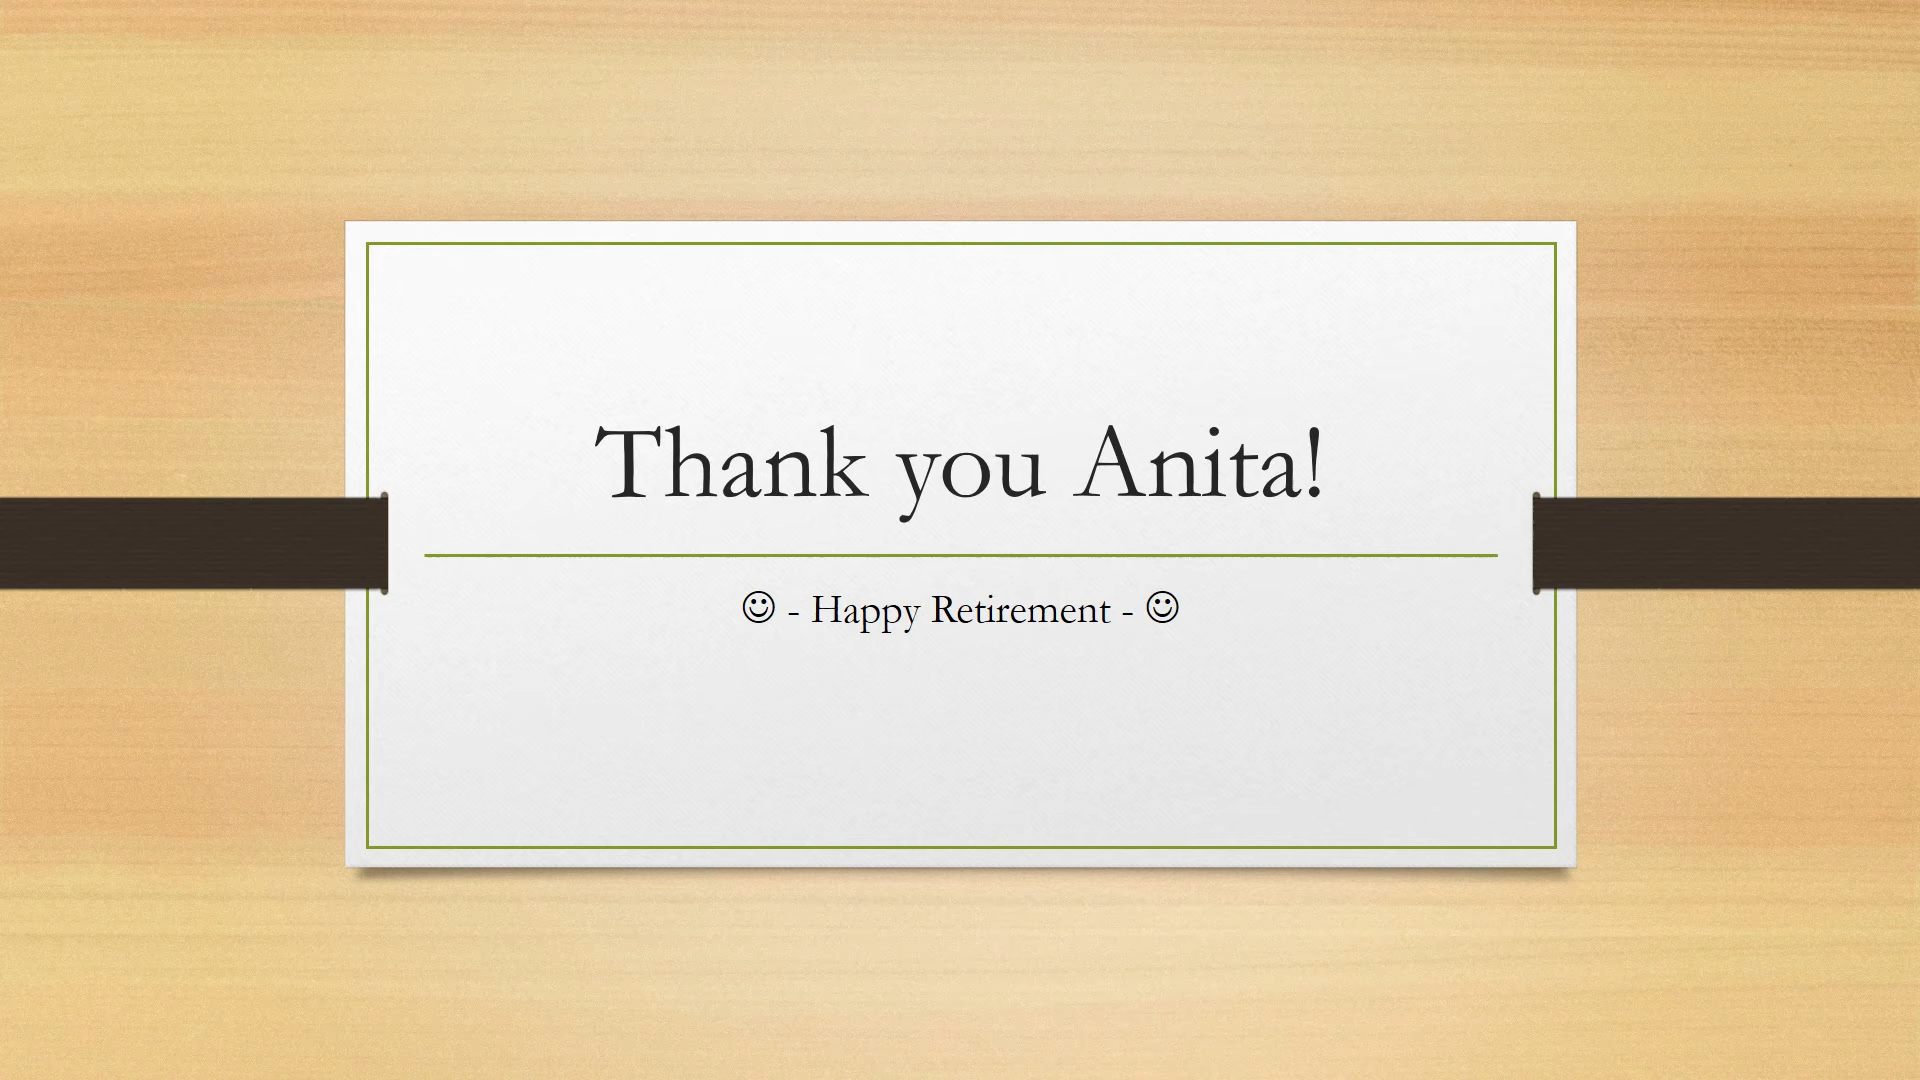 Thank you Anita!
☺ - Happy Retirement - ☺